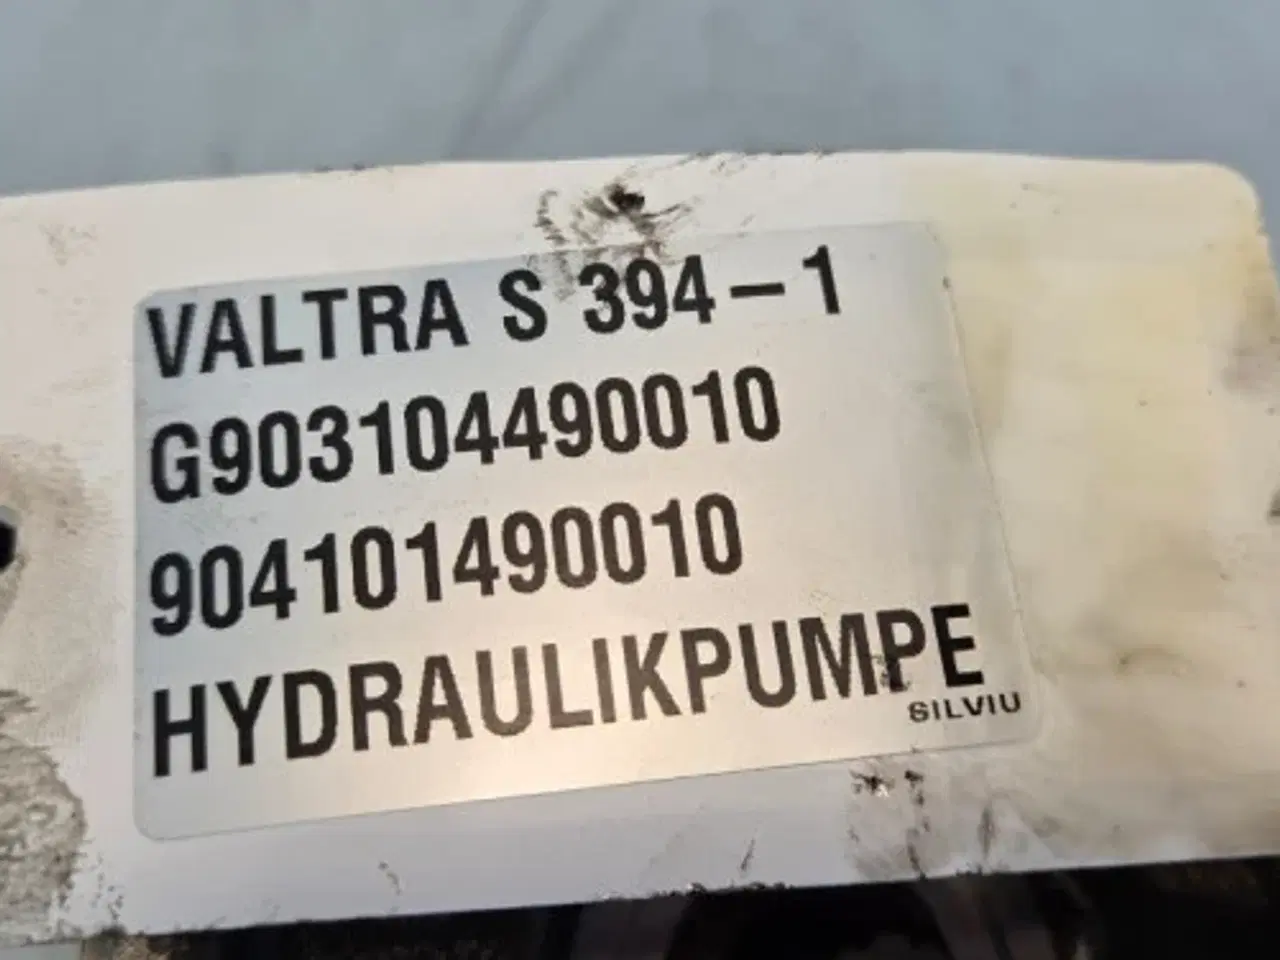 VALTRA S 394-1
G903104490010
904101490010
HYDRAULIKPUMPE
SILVIU